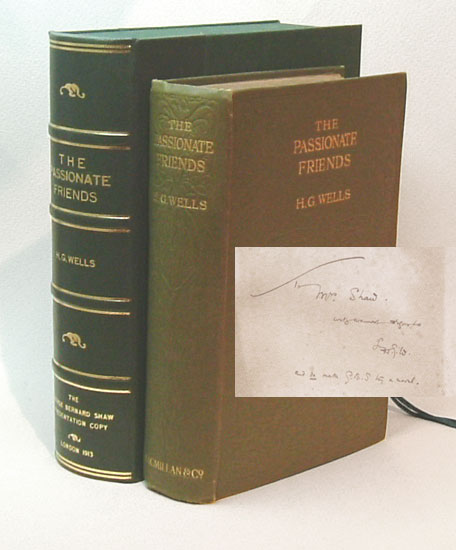 THE
PASSIONATE
FRIENDS
H.G. WELLS
THE
BERNARD SHAW
PRESENTATION COPY
LONDON 1913
THE
PASSIONATE
FRIENDS
H.G. WELLS
MACMILLAN & CO
THE
PASSIONATE
FRIENDS
H.G. WELLS
to Mrs Shaw.